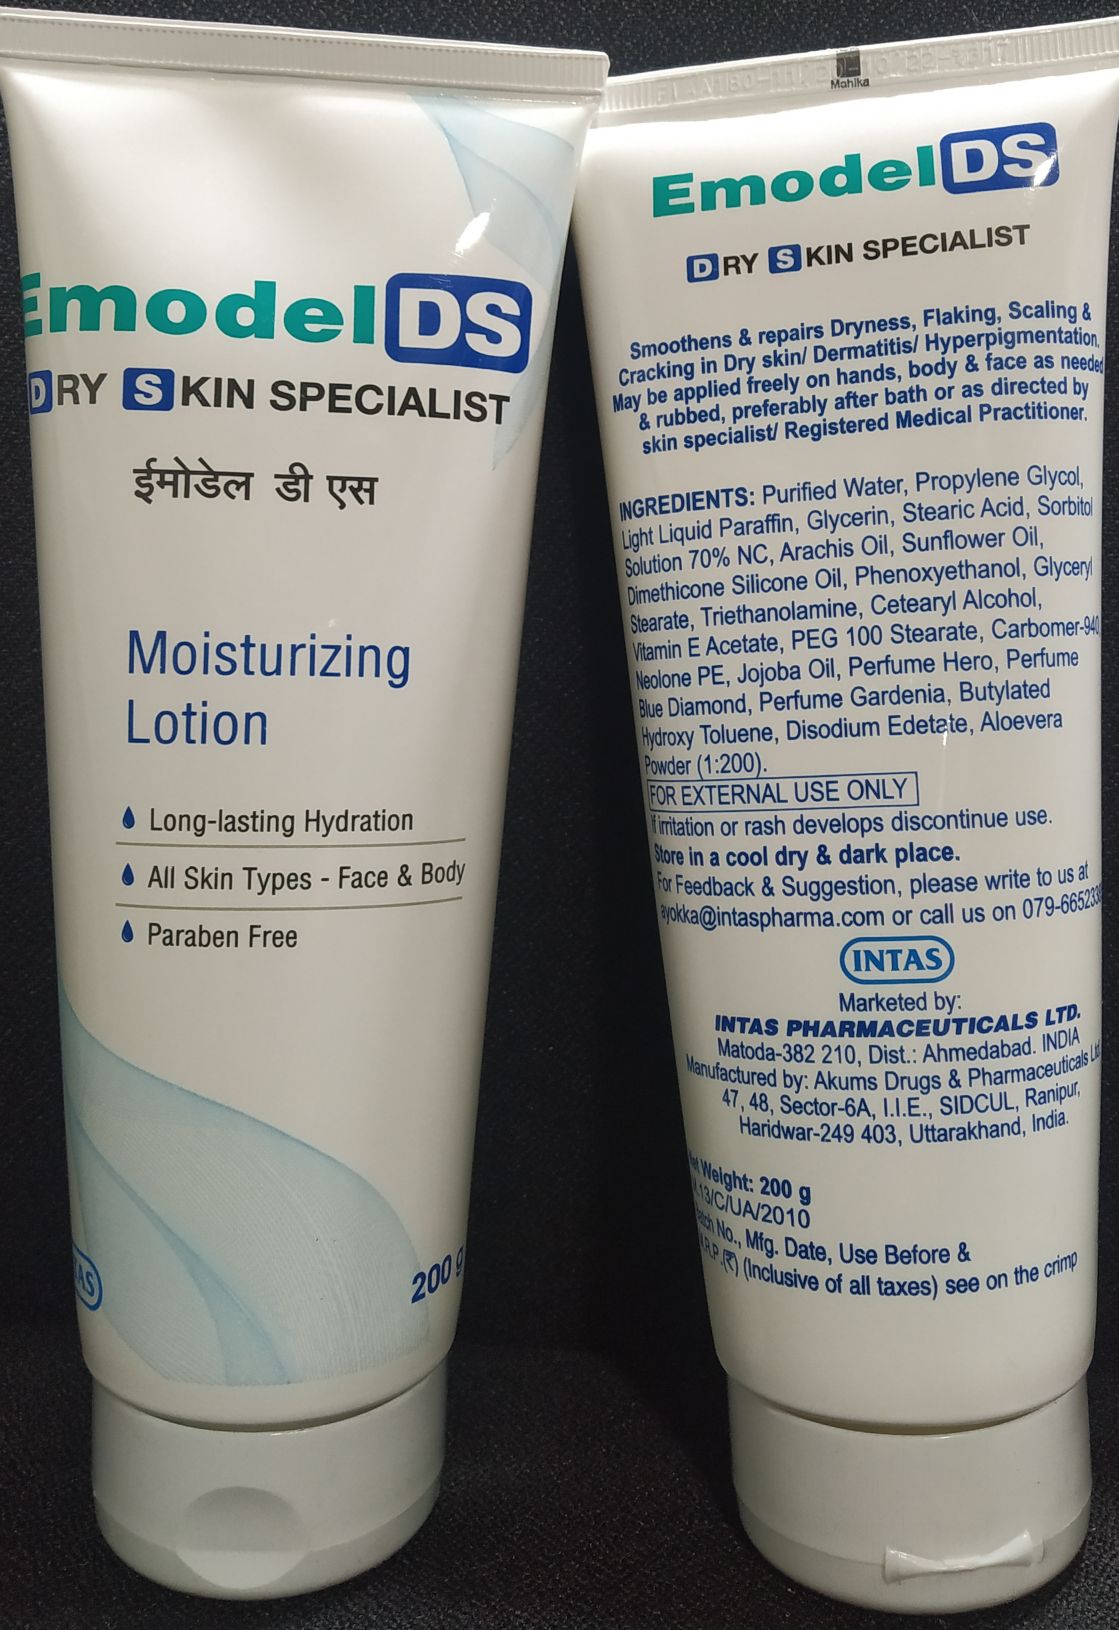 Emodel DS
DRY SKIN SPECIALIST
ईमोडेल डी एस
Moisturizing
Lotion
Long-lasting Hydration
All Skin Types - Face & Body
Paraben Free
200 g
Mahika
Emodel DS
DRY SKIN SPECIALIST
Smoothens & repairs Dryness, Flaking, Scaling &
Cracking in Dry skin/ Dermatitis/ Hyperpigmentation.
May be applied freely on hands, body & face as needed
& rubbed, preferably after bath or as directed by
skin specialist/ Registered Medical Practitioner.
INGREDIENTS: Purified Water, Propylene Glycol,
Light Liquid Paraffin, Glycerin, Stearic Acid, Sorbitol
Solution 70% NC, Arachis Oil, Sunflower Oil,
Dimethicone Silicone Oil, Phenoxyethanol, Glyceryl
Stearate, Triethanolamine, Cetearyl Alcohol,
Vitamin E Acetate, PEG 100 Stearate, Carbomer-940
Neolone PE, Jojoba Oil, Perfume Hero, Perfume
Blue Diamond, Perfume Gardenia, Butylated
Hydroxy Toluene, Disodium Edetate, Aloevera
Powder (1:200).
FOR EXTERNAL USE ONLY
If irritation or rash develops discontinue use.
Store in a cool dry & dark place.
For Feedback & Suggestion, please write to us at
ayokka@intaspharma.com or call us on
INTAS
Marketed by:
INTAS PHARMACEUTICALS LTD.
Matoda-382 210, Dist.: Ahmedabad. INDIA
Manufactured by: Akums Drugs & Pharmaceuticals Ltd
47, 48, Sector-6A, I.I.E., SIDCUL, Ranipur,
Haridwar-249 403, Uttarakhand, India.
Weight: 200 g
13/C/UA/2010
No., Mfg. Date, Use Before &
M.R.P.(₹) (Inclusive of all taxes) see on the crimp